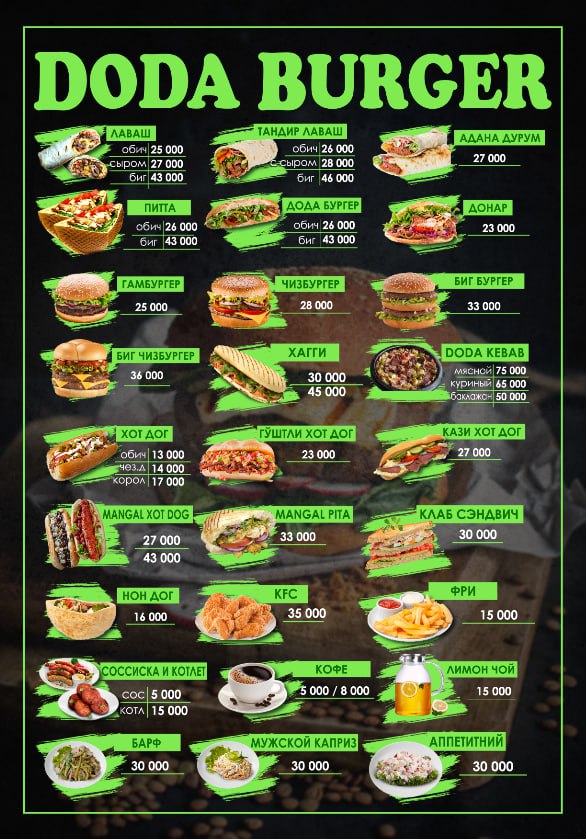 DODA BURGER
ЛАВАШ
обич 25 000
сыром 27 000
биг 43 000
ТАНДИР ЛАВАШ
обич 26 000
с сыром 28 000
биг 46 000
АДАНА ДУРУМ
27 000
ПИТТА
обич 26 000
биг 43 000
ДОДА БУРГЕР
обич 26 000
биг 43 000
ДОНАР
23 000
ГАМБУРГЕР
25 000
ЧИЗБУРГЕР
28 000
БИГ БУРГЕР
33 000
БИГ ЧИЗБУРГЕР
36 000
ХАГГИ
30 000
45 000
DODA KEBAB
мясной 75 000
куриный 65 000
баклажан 50 000
ХОТ ДОГ
обич 13 000
чез.д 14 000
корол 17 000
ГЎШТЛИ ХОТ ДОГ
23 000
КАЗИ ХОТ ДОГ
27 000
MANGAL XOT DOG
27 000
43 000
MANGAL PITA
33 000
КЛАБ СЭНДВИЧ
30 000
НОН ДОГ
16 000
KFC
35 000
ФРИ
15 000
СОССИСКА И КОТЛЕТ
сос 5 000
котл 15 000
КОФЕ
5 000 / 8 000
ЛИМОН ЧОЙ
15 000
БАРФ
30 000
МУЖСКОЙ КАПРИЗ
30 000
АППЕТИТНИЙ
30 000